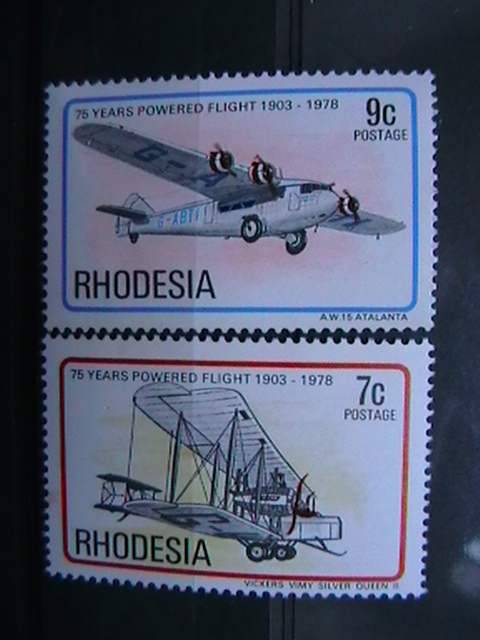 75 YEARS POWERED FLIGHT 1903 - 1978
9c
POSTAGE
G-A
G-ABTI
RHODESIA
A.W.15 ATALANTA
75 YEARS POWERED FLIGHT 1903 - 1978
7c
POSTAGE
RHODESIA
VICKERS VIMY SILVER QUEEN II